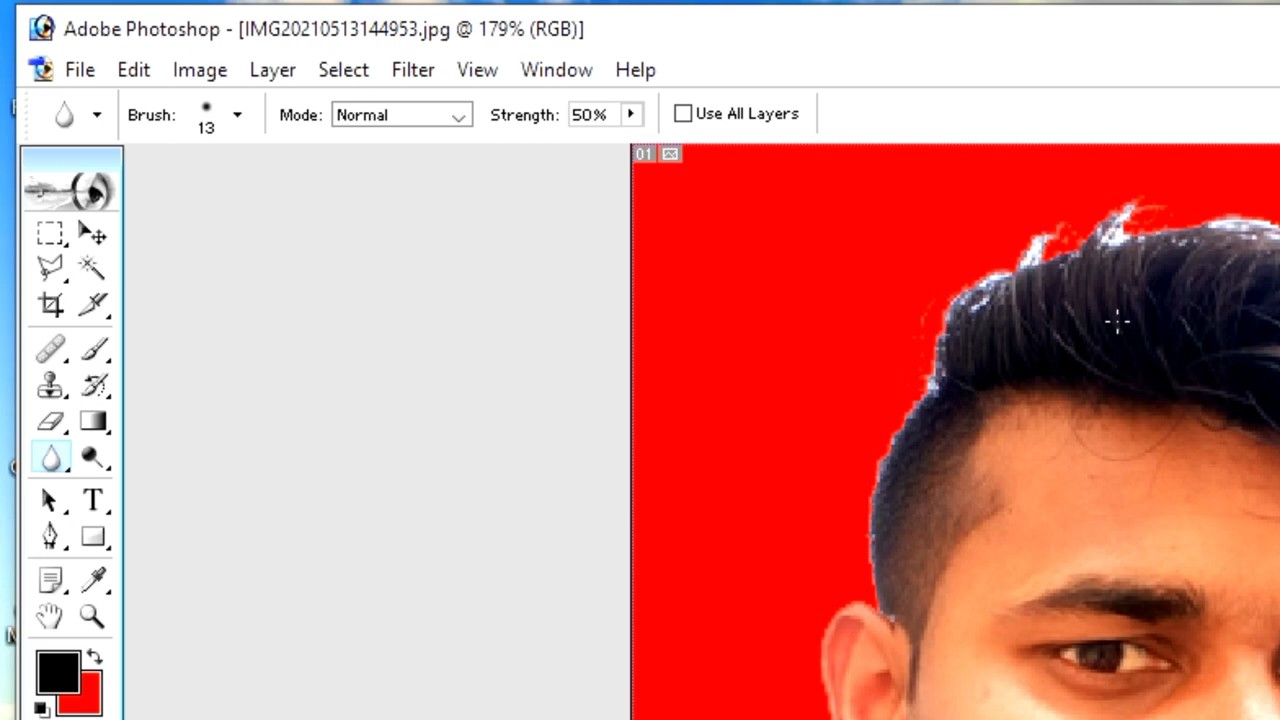 Adobe Photoshop - [IMG20210513144953.jpg @ 179% (RGB)]
File Edit Image Layer Select Filter View Window Help
Brush: 13 Mode: Normal Strength: 50% Use All Layers
01
T